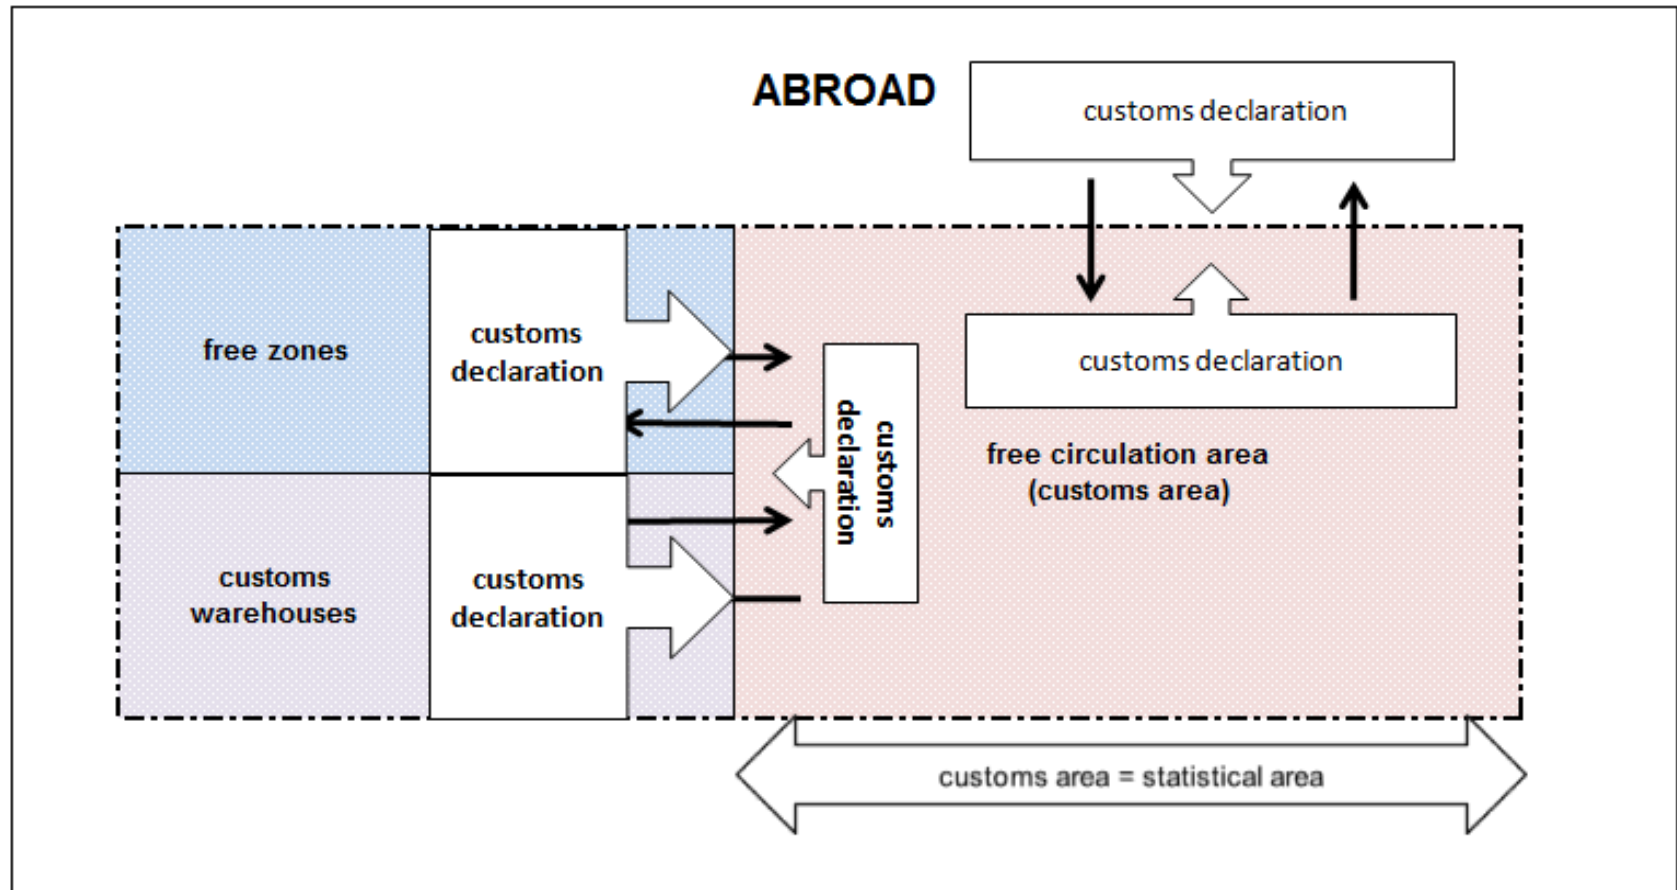 ABROAD
customs declaration
free zones
customs
declaration
customs
declaration
customs declaration
free circulation area
(customs area)
customs
warehouses
customs
declaration
customs area = statistical area